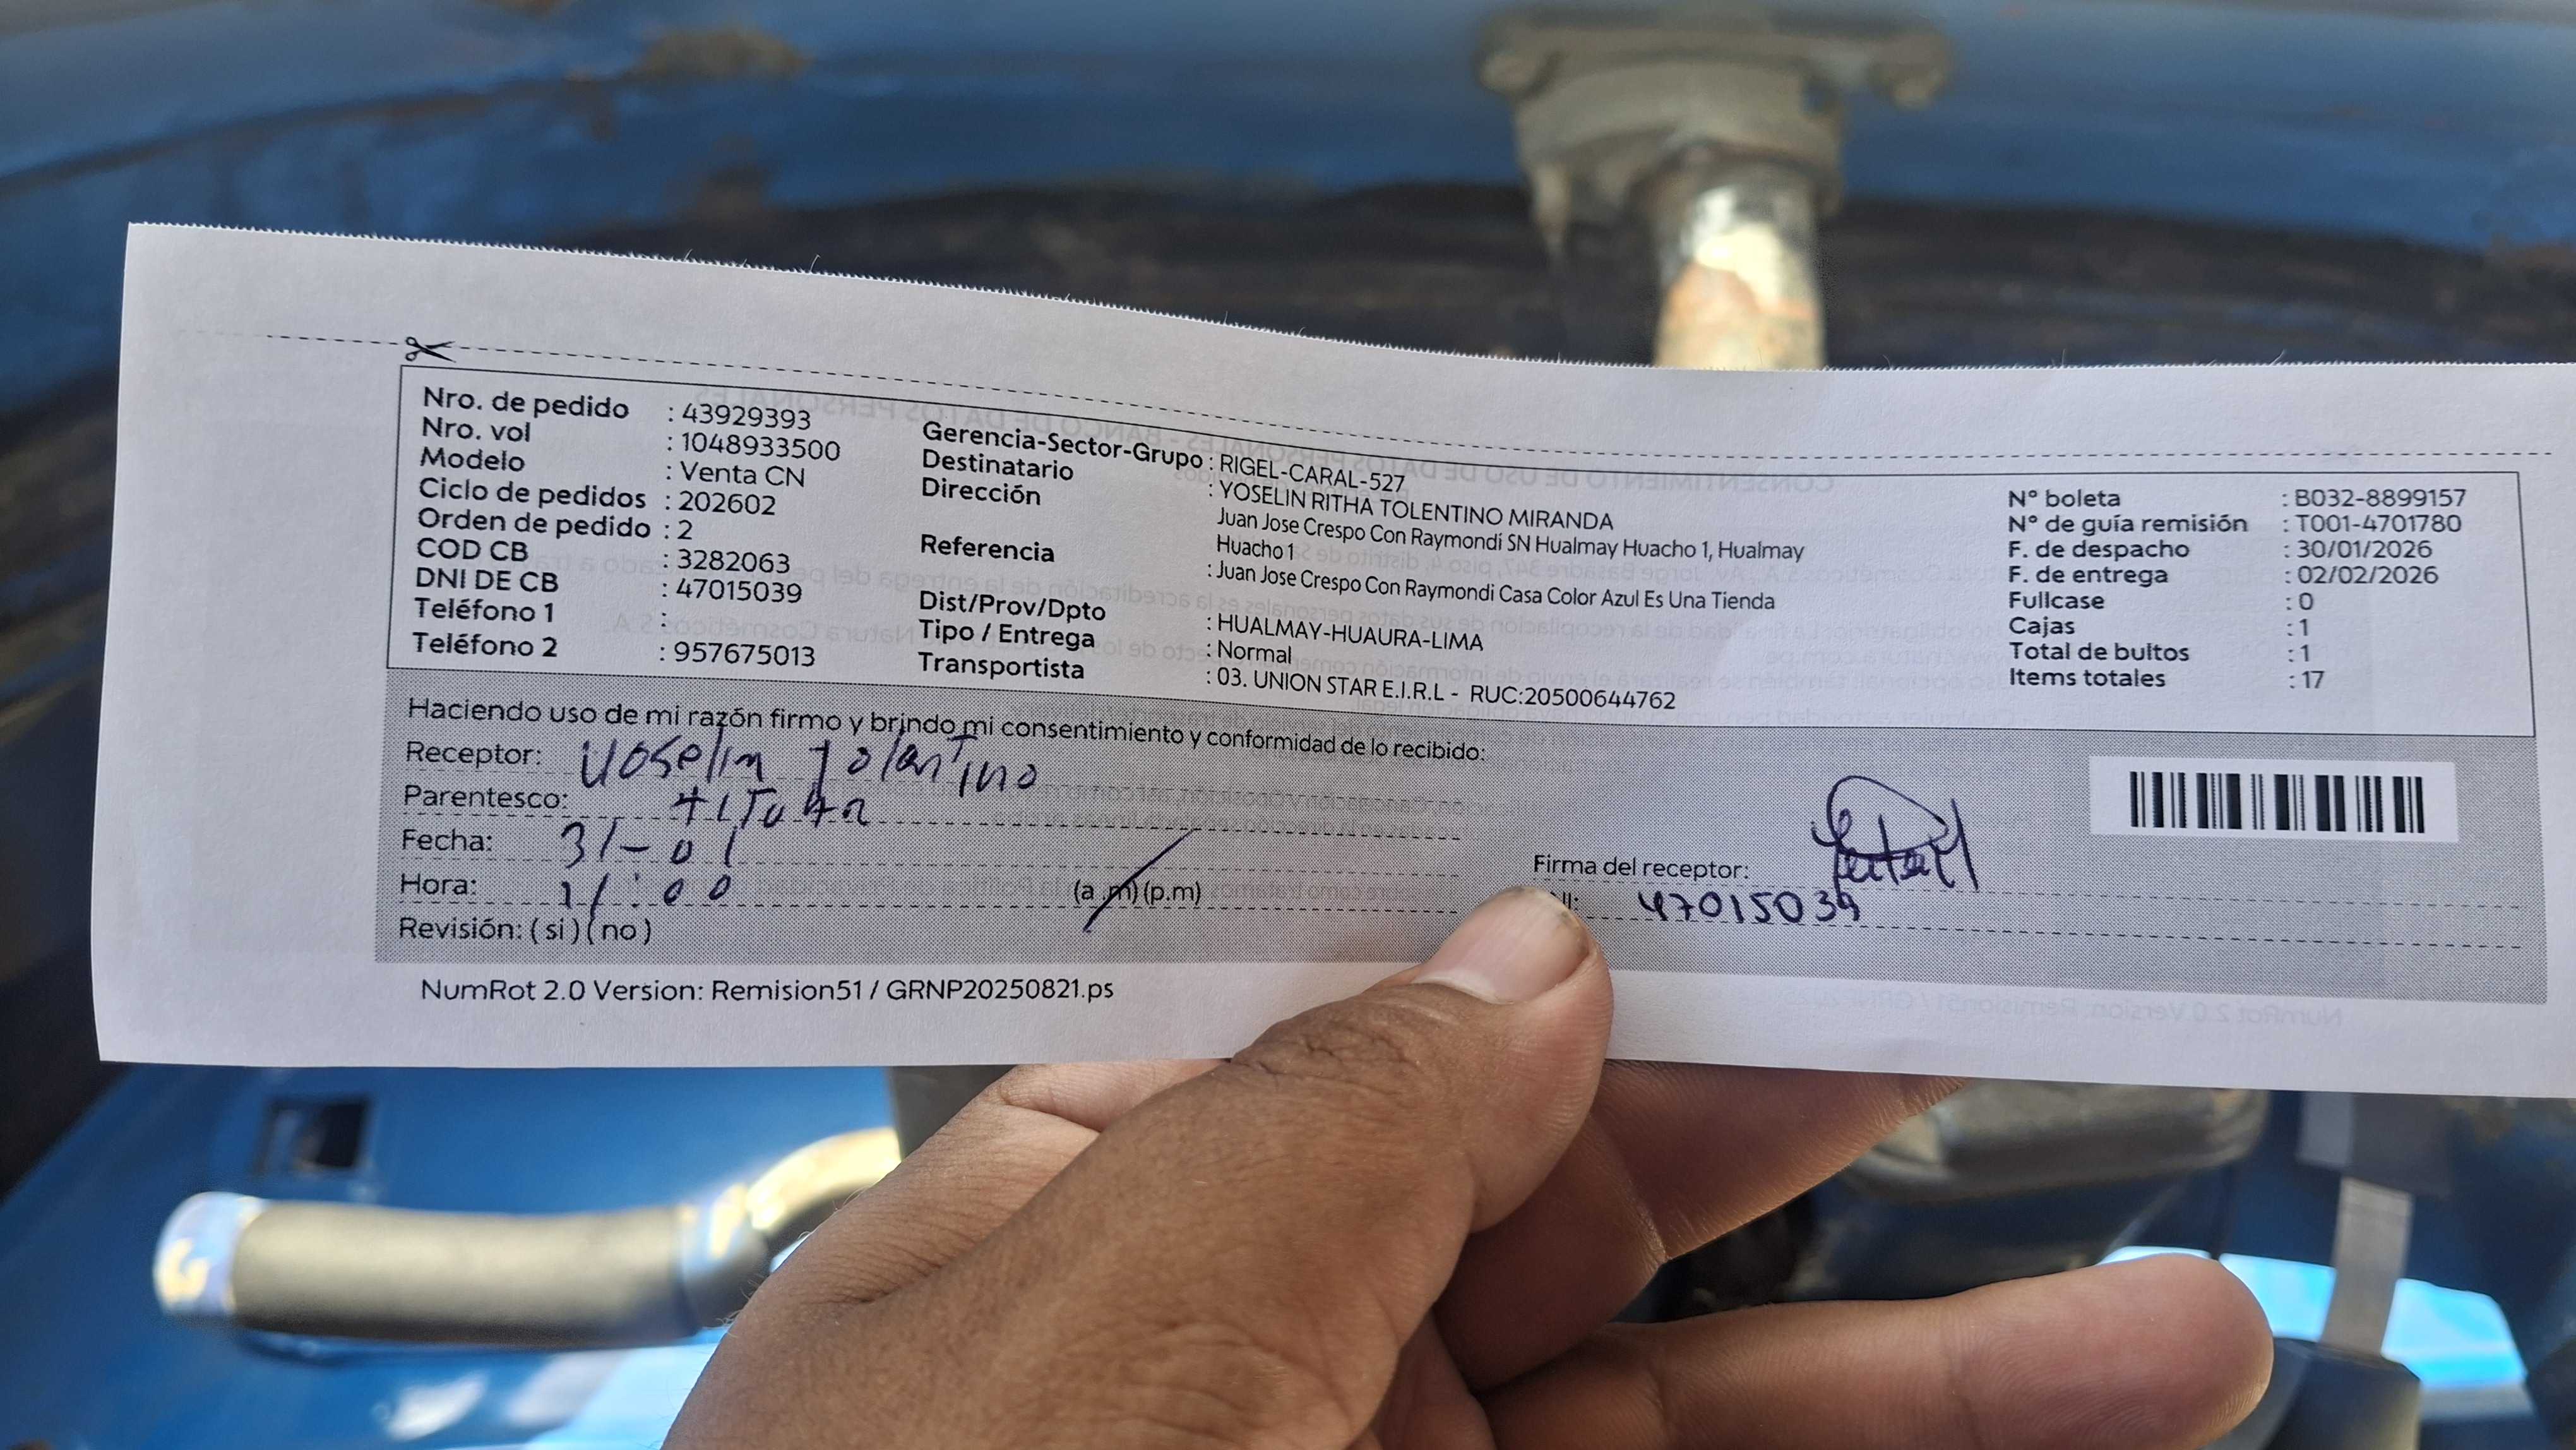 Nro. de pedido : 43929393
Nro. vol : 1048933500
Modelo : Venta CN
Ciclo de pedidos : 202602
Orden de pedido : 2
COD CB : 3282063
DNI DE CB : 47015039
Teléfono 1 :
Teléfono 2 : 957675013
Gerencia-Sector-Grupo : RIGEL-CARAL-527
Destinatario : YOSELIN RITHA TOLENTINO MIRANDA
Dirección Juan Jose Crespo Con Raymondi SN Hualmay Huacho 1, Hualmay
Huacho 1
Referencia : Juan Jose Crespo Con Raymondi Casa Color Azul Es Una Tienda
Dist/Prov/Dpto : HUALMAY-HUAURA-LIMA
Tipo / Entrega : Normal
Transportista : 03. UNION STAR E.I.R.L - RUC:20500644762
N° boleta : B032-8899157
N° de guía remisión : T001-4701780
F. de despacho : 30/01/2026
F. de entrega : 02/02/2026
Fullcase : 0
Cajas : 1
Total de bultos : 1
Items totales : 17
Haciendo uso de mi razón firmo y brindo mi consentimiento y conformidad de lo recibido:
Receptor: Yoselin Tolentino
Parentesco: titular
Fecha: 31-01
Hora: 11:00 (a.m) (p.m)
Revisión: ( si ) ( no )
Firma del receptor:
47015039
NumRot 2.0 Version: Remision51 / GRNP20250821.ps